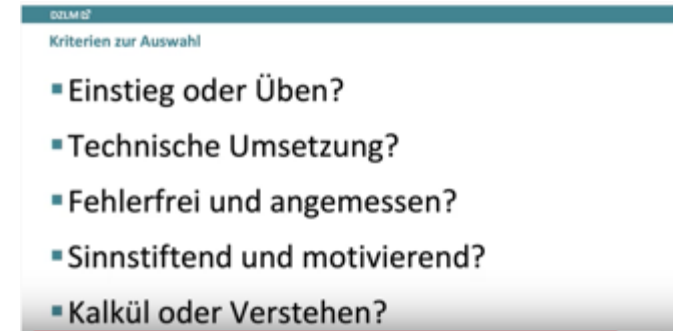 DZLM
Kriterien zur Auswahl
Einstieg oder Üben?
Technische Umsetzung?
Fehlerfrei und angemessen?
Sinnstiftend und motivierend?
Kalkül oder Verstehen?